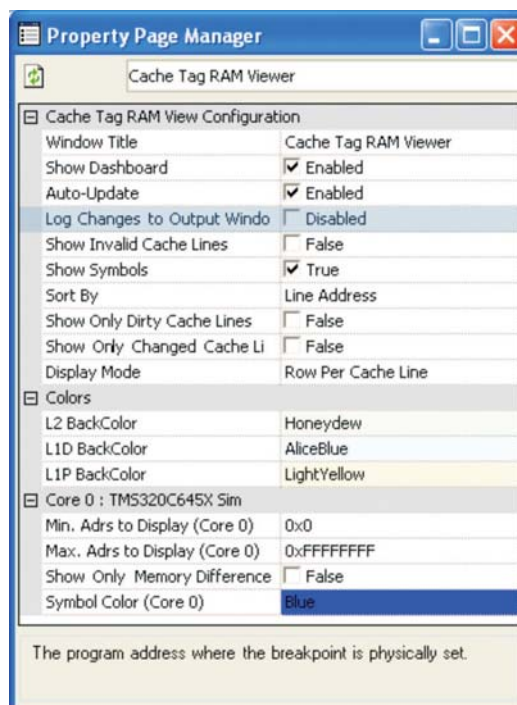 Property Page Manager
Cache Tag RAM Viewer
Cache Tag RAM View Configuration
Window Title Cache Tag RAM Viewer
Show Dashboard Enabled
Auto-Update Enabled
Log Changes to Output Windo Disabled
Show Invalid Cache Lines False
Show Symbols True
Sort By Line Address
Show Only Dirty Cache Lines False
Show Only Changed Cache Li False
Display Mode Row Per Cache Line
Colors
L2 BackColor Honeydew
L1D BackColor AliceBlue
L1P BackColor LightYellow
Core 0 : TMS320C645X Sim
Min. Adrs to Display (Core 0) 0x0
Max. Adrs to Display (Core 0) 0xFFFFFFFF
Show Only Memory Difference False
Symbol Color (Core 0) Blue
The program address where the breakpoint is physically set.